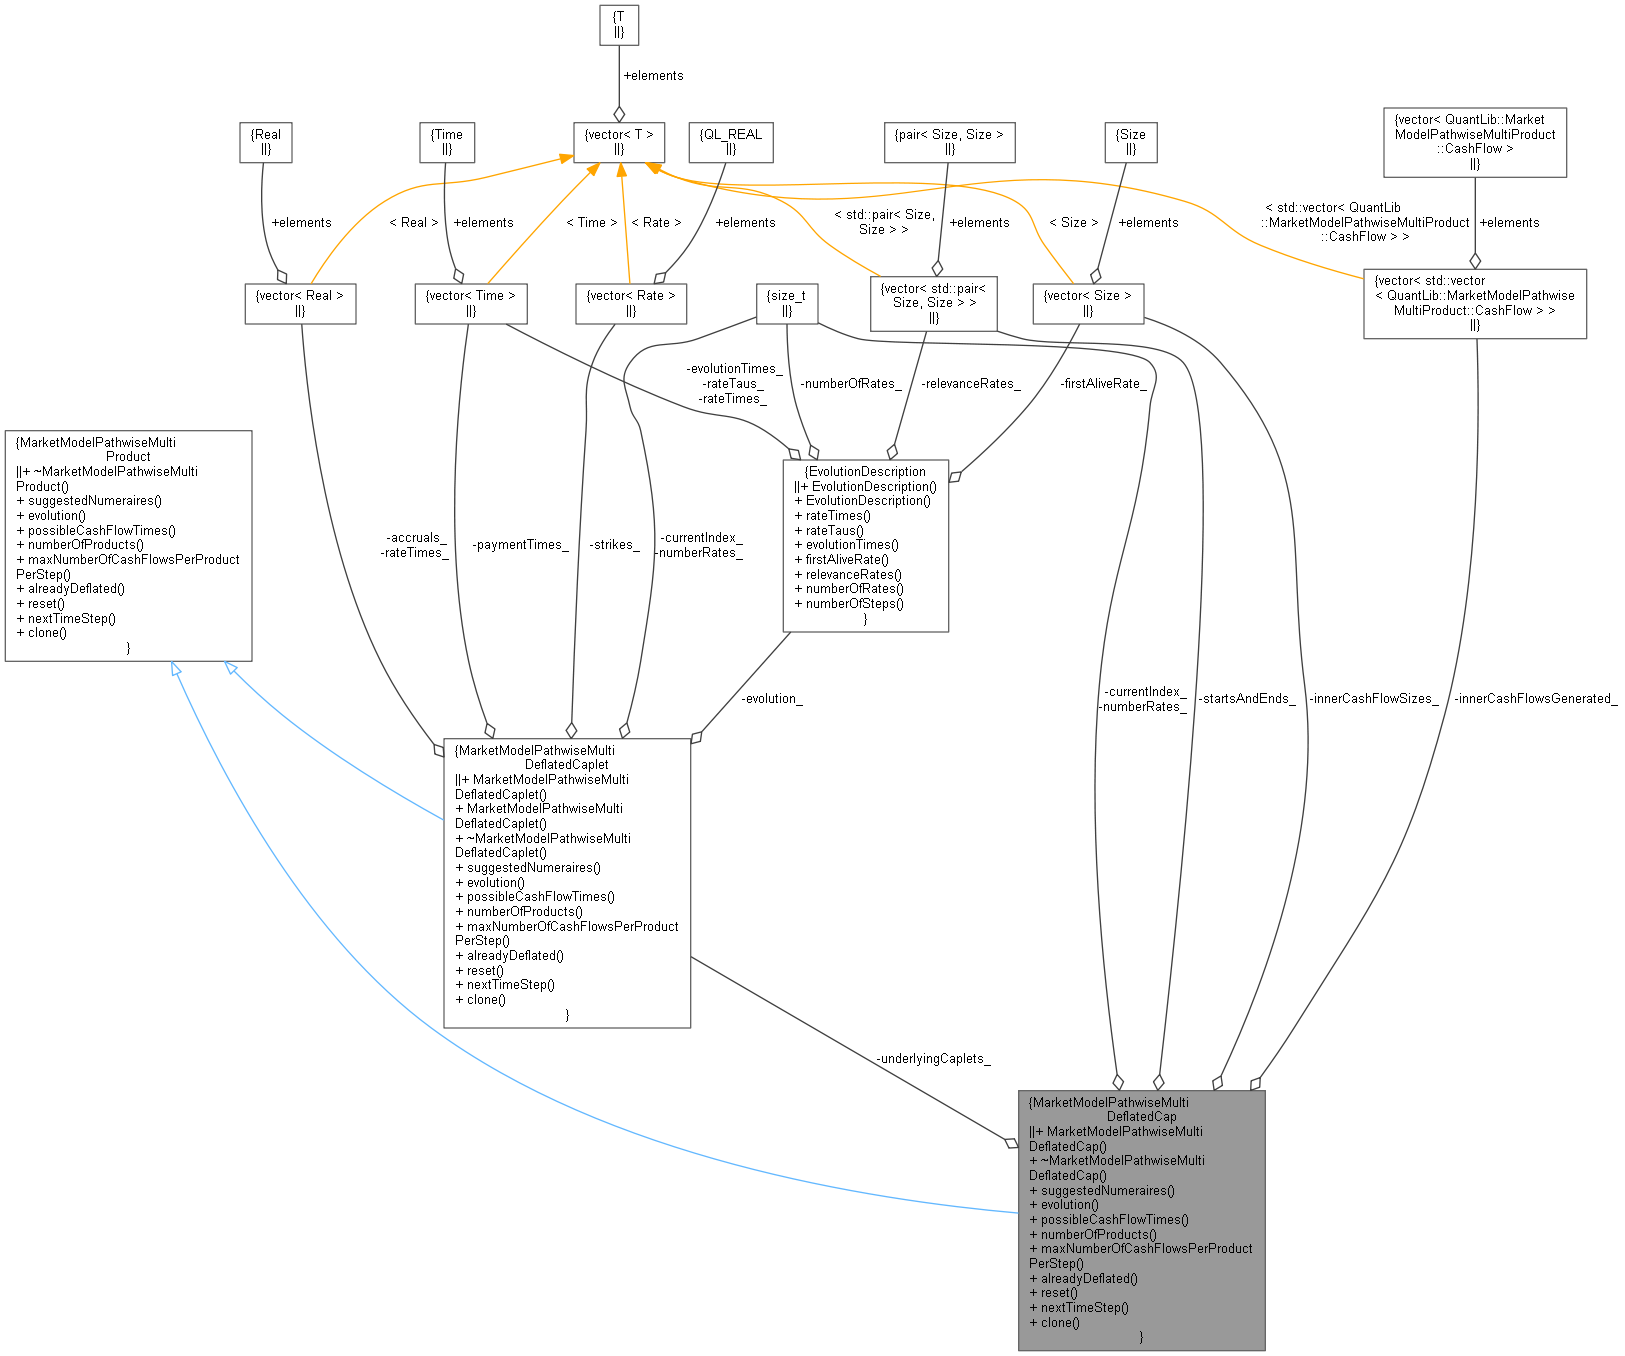 {T
||}
+elements
{Real
||}
{Time
||}
{vector< T >
||}
{QL_REAL
||}
{pair< Size, Size >
||}
{Size
||}
{vector< QuantLib::Market
ModelPathwiseMultiProduct
::CashFlow >
||}
+elements
< Real >
+elements
< Time >
< Rate >
+elements
< std::pair< Size,
Size > >
+elements
< Size >
+elements
< std::vector< QuantLib
::MarketModelPathwiseMultiProduct
::CashFlow > >
+elements
{vector< Real >
||}
{vector< Time >
||}
{vector< Rate >
||}
{size_t
||}
{vector< std::pair<
Size, Size > >
||}
{vector< Size >
||}
{vector< std::vector
< QuantLib::MarketModelPathwise
MultiProduct::CashFlow > >
||}
-evolutionTimes_
-rateTaus_
-rateTimes_
-numberOfRates_
-relevanceRates_
-firstAliveRate_
{MarketModelPathwiseMulti
Product
||+ ~MarketModelPathwiseMulti
Product()
+ suggestedNumeraires()
+ evolution()
+ possibleCashFlowTimes()
+ numberOfProducts()
+ maxNumberOfCashFlowsPerProduct
PerStep()
+ alreadyDeflated()
+ reset()
+ nextTimeStep()
+ clone()
}
-accruals_
-rateTimes_
-paymentTimes_
-strikes_
-currentIndex_
-numberRates_
{EvolutionDescription
||+ EvolutionDescription()
+ EvolutionDescription()
+ rateTimes()
+ rateTaus()
+ evolutionTimes()
+ firstAliveRate()
+ relevanceRates()
+ numberOfRates()
+ numberOfSteps()
}
-evolution_
-currentIndex_
-numberRates_
-startsAndEnds_
-innerCashFlowSizes_
-innerCashFlowsGenerated_
{MarketModelPathwiseMulti
DeflatedCaplet
||+ MarketModelPathwiseMulti
DeflatedCaplet()
+ MarketModelPathwiseMulti
DeflatedCaplet()
+ ~MarketModelPathwiseMulti
DeflatedCaplet()
+ suggestedNumeraires()
+ evolution()
+ possibleCashFlowTimes()
+ numberOfProducts()
+ maxNumberOfCashFlowsPerProduct
PerStep()
+ alreadyDeflated()
+ reset()
+ nextTimeStep()
+ clone()
}
-underlyingCaplets_
{MarketModelPathwiseMulti
DeflatedCap
||+ MarketModelPathwiseMulti
DeflatedCap()
+ ~MarketModelPathwiseMulti
DeflatedCap()
+ suggestedNumeraires()
+ evolution()
+ possibleCashFlowTimes()
+ numberOfProducts()
+ maxNumberOfCashFlowsPerProduct
PerStep()
+ alreadyDeflated()
+ reset()
+ nextTimeStep()
+ clone()
}